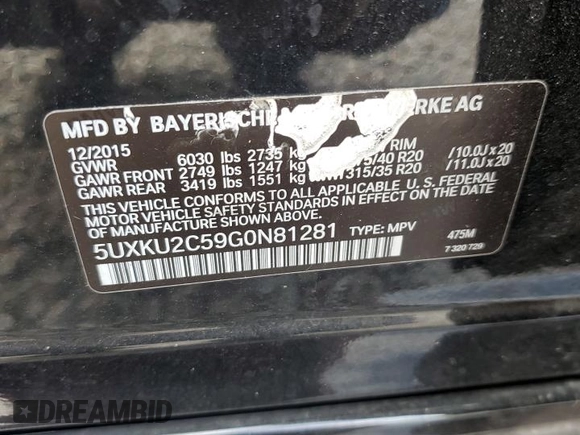 MFD BY BAYERISCHE WERKE AG
12/2015 RIM
GVWR 6030 lbs 2735 kg /40 R20 /10.0J x 20
GAWR FRONT 2749 lbs 1247 kg 315/35 R20 /11.0J x 20
GAWR REAR 3419 lbs 1551 kg
THIS VEHICLE CONFORMS TO ALL APPLICABLE U. S. FEDERAL
MOTOR VEHICLE SAFETY STANDARDS IN EFFECT ON THE
DATE OF MANUFACTURE SHOWN ABOVE.
5UXKU2C59G0N81281 TYPE: MPV 475M
7 320 729
DREAMBID